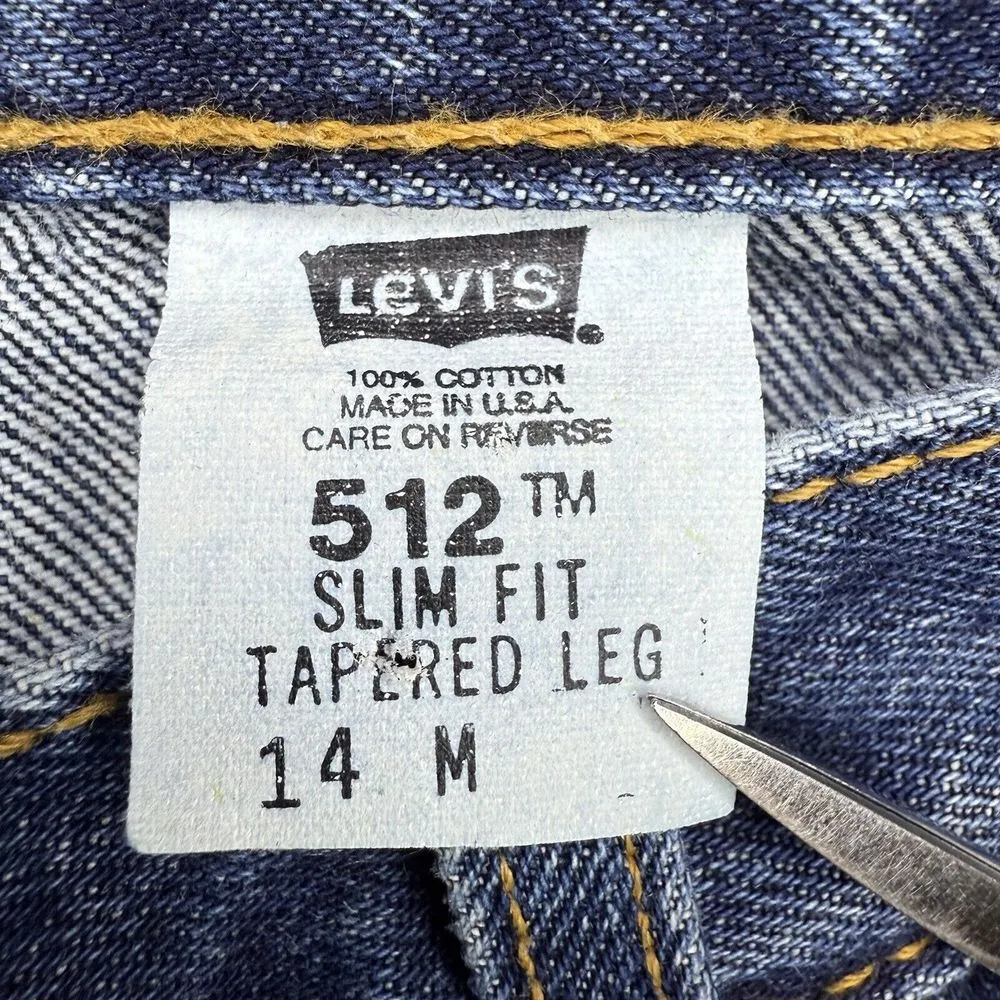 Levi's
100% COTTON
MADE IN U.S.A.
CARE ON REVERSE
512™
SLIM FIT
TAPERED LEG
14 M